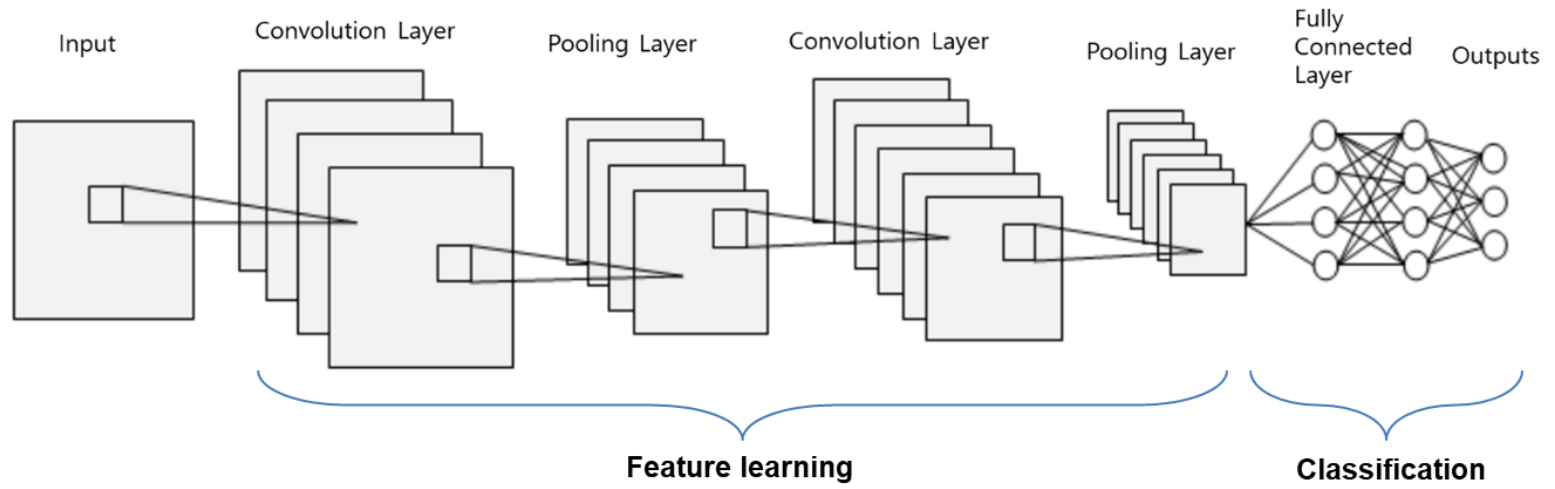 Input
Convolution Layer
Pooling Layer
Convolution Layer
Pooling Layer
Fully
Connected
Layer
Outputs
Feature learning
Classification